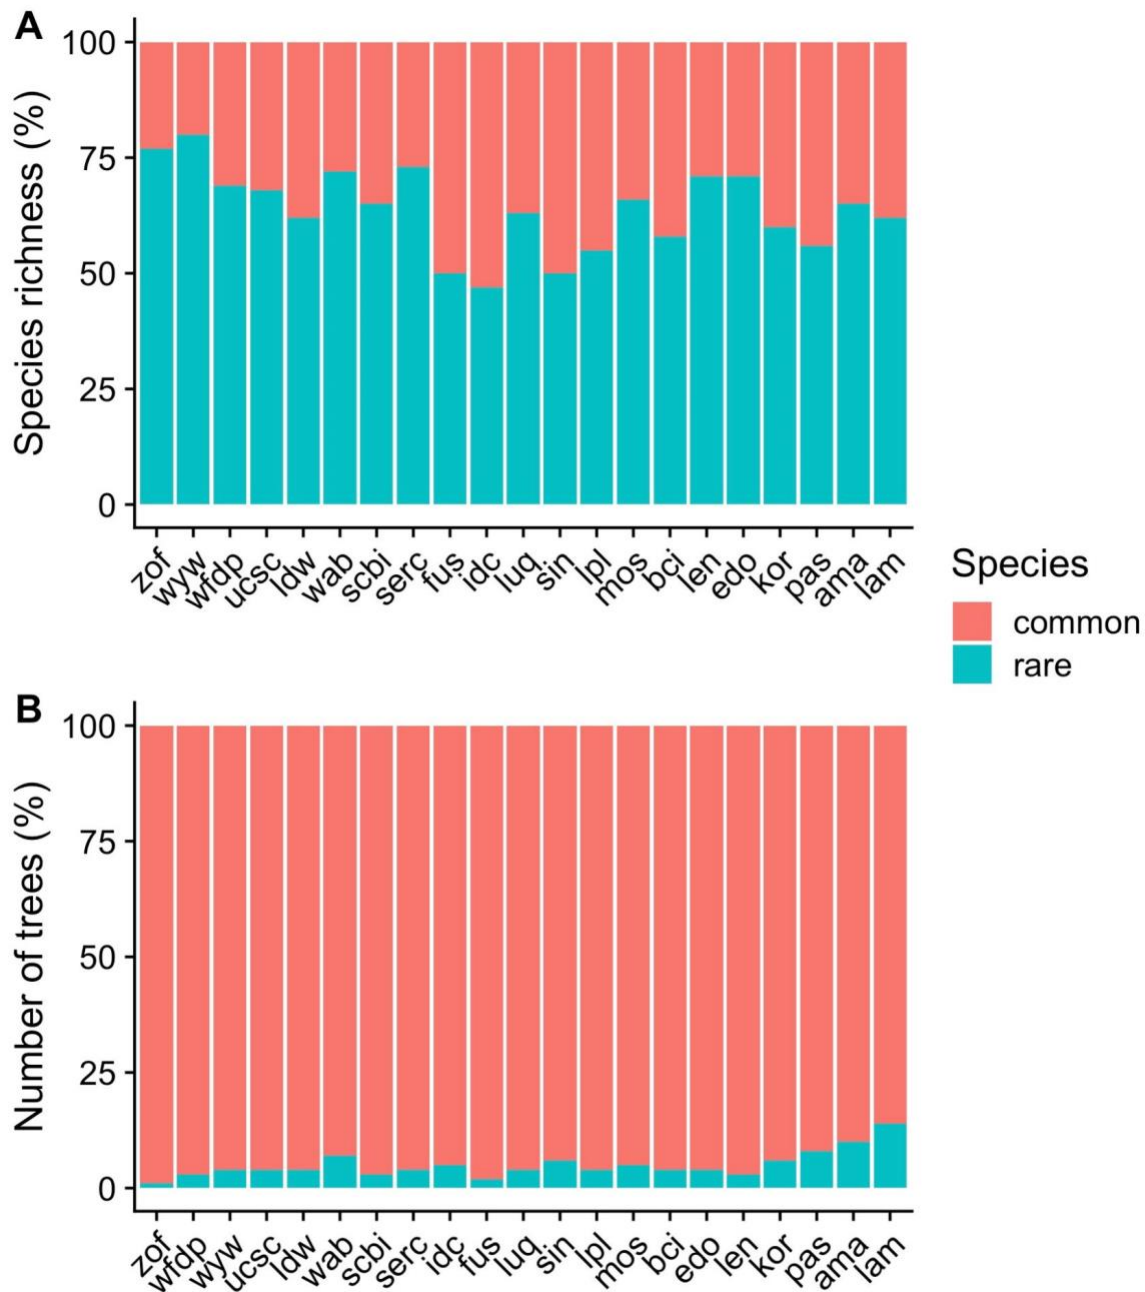 A
Species richness (%)
100
75
50
25
0
zof wyw wfdp ucsc ldw wab scbi serc fus idc luq sin lpl mos bci len edo kor pas ama lam
Species
common
rare
B
Number of trees (%)
100
75
50
25
0
zof wfdp wyw ucsc ldw wab scbi serc idc fus luq sin lpl mos bci edo len kor pas ama lam